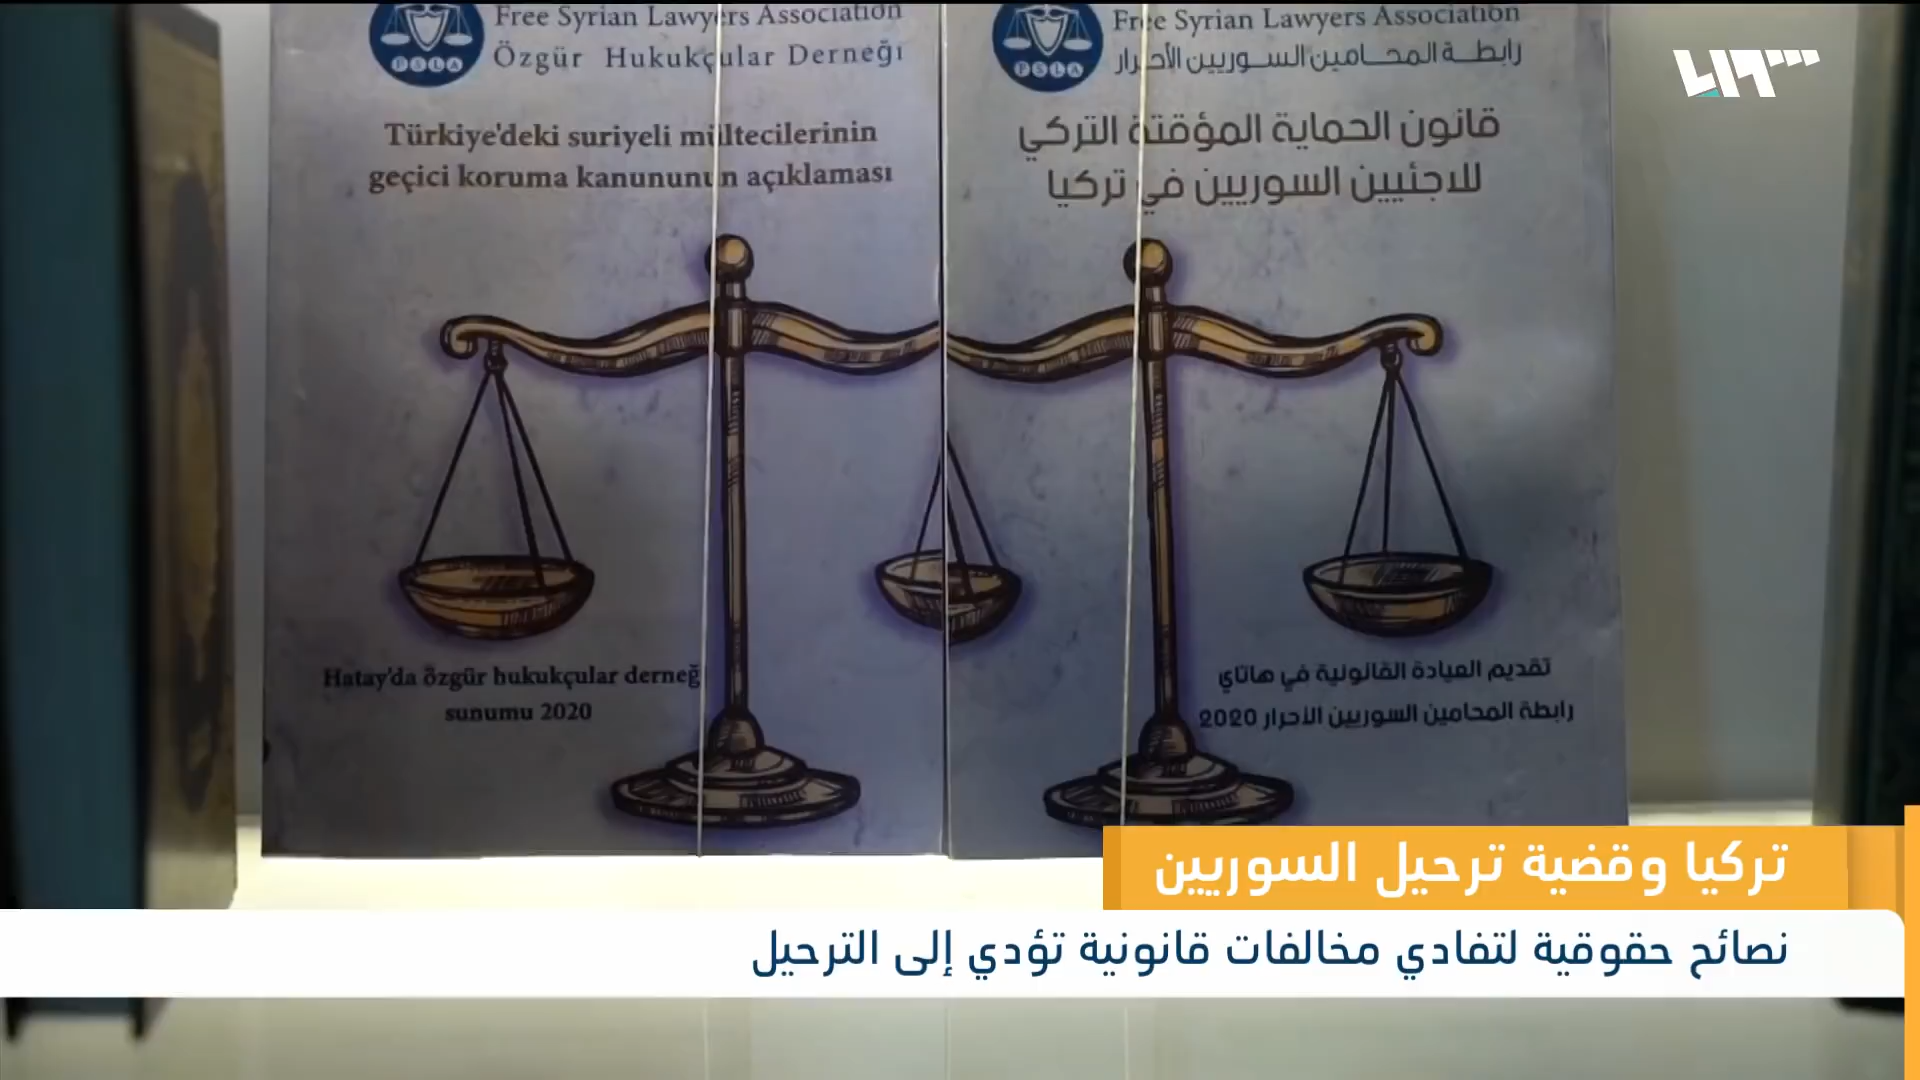 Free Syrian Lawyers Association
Özgür Hukukçular Derneği
FSLA
Türkiye'deki suriyeli mültecilerinin
geçici koruma kanununun açıklaması
Hatay'da özgür hukukçular derneğ
sunumu 2020
Free Syrian Lawyers Association
رابطة المحامين السوريين الأحرار
FSLA
قانون الحماية المؤقتة التركي
للاجئيين السوريين في تركيا
تقديم العيادة القانونية في هاتاي
رابطة المحامين السوريين الأحرار 2020
سوريا
تركيا وقضية ترحيل السوريين
نصائح حقوقية لتفادي مخالفات قانونية تؤدي إلى الترحيل